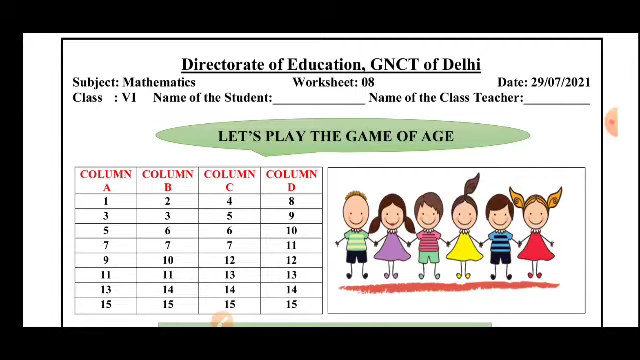 Directorate of Education, GNCT of Delhi
Subject: Mathematics Worksheet: 08 Date: 29/07/2021
Class : VI Name of the Student:____________ Name of the Class Teacher:_________
LET'S PLAY THE GAME OF AGE
COLUMN A COLUMN B COLUMN C COLUMN D
1 2 4 8
3 3 5 9
5 6 6 10
7 7 7 11
9 10 12 12
11 11 13 13
13 14 14 14
15 15 15 15